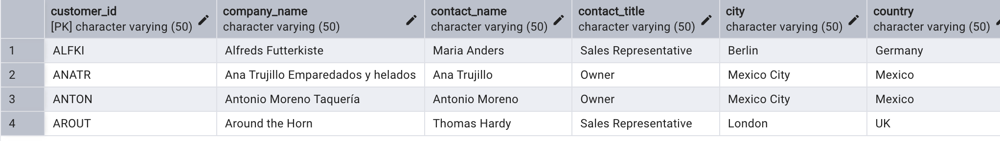 customer_id company_name contact_name contact_title city country
[PK] character varying (50) character varying (50) character varying (50) character varying (50) character varying (50) character varying (50)
1 ALFKI Alfreds Futterkiste Maria Anders Sales Representative Berlin Germany
2 ANATR Ana Trujillo Emparedados y helados Ana Trujillo Owner Mexico City Mexico
3 ANTON Antonio Moreno Taquería Antonio Moreno Owner Mexico City Mexico
4 AROUT Around the Horn Thomas Hardy Sales Representative London UK